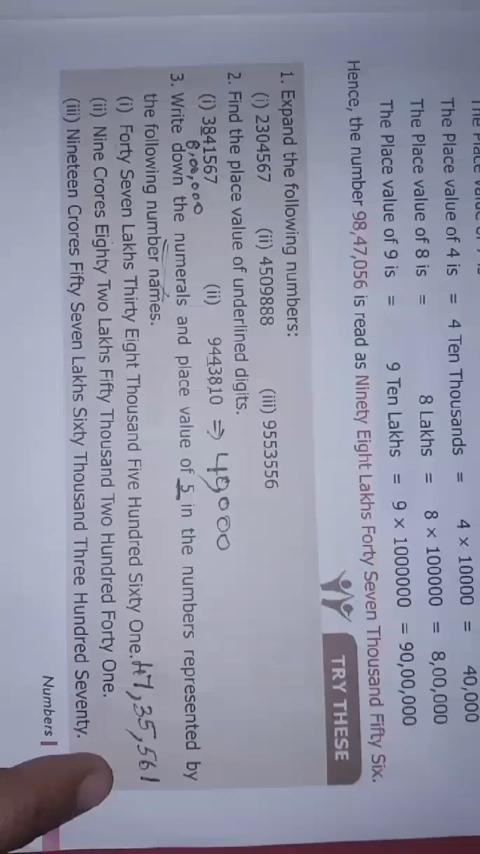 The Place value of 4 is = 4 Ten Thousands = 4 × 10000 = 40,000
The Place value of 8 is = 8 Lakhs = 8 × 100000 = 8,00,000
The Place value of 9 is = 9 Ten Lakhs = 9 × 1000000 = 90,00,000
Hence, the number 98,47,056 is read as Ninety Eight Lakhs Forty Seven Thousand Fifty Six.
TRY THESE
1. Expand the following numbers:
(i) 2304567 (ii) 4509888 (iii) 9553556
2. Find the place value of underlined digits.
(i) 3841567 (ii) 9443810 ⇒ 40,000
8,00,000
3. Write down the numerals and place value of 5 in the numbers represented by
the following number names.
(i) Forty Seven Lakhs Thirty Eight Thousand Five Hundred Sixty One. 47,35,561
(ii) Nine Crores Eighty Two Lakhs Fifty Thousand Two Hundred Forty One.
(iii) Nineteen Crores Fifty Seven Lakhs Sixty Thousand Three Hundred Seventy.
Numbers